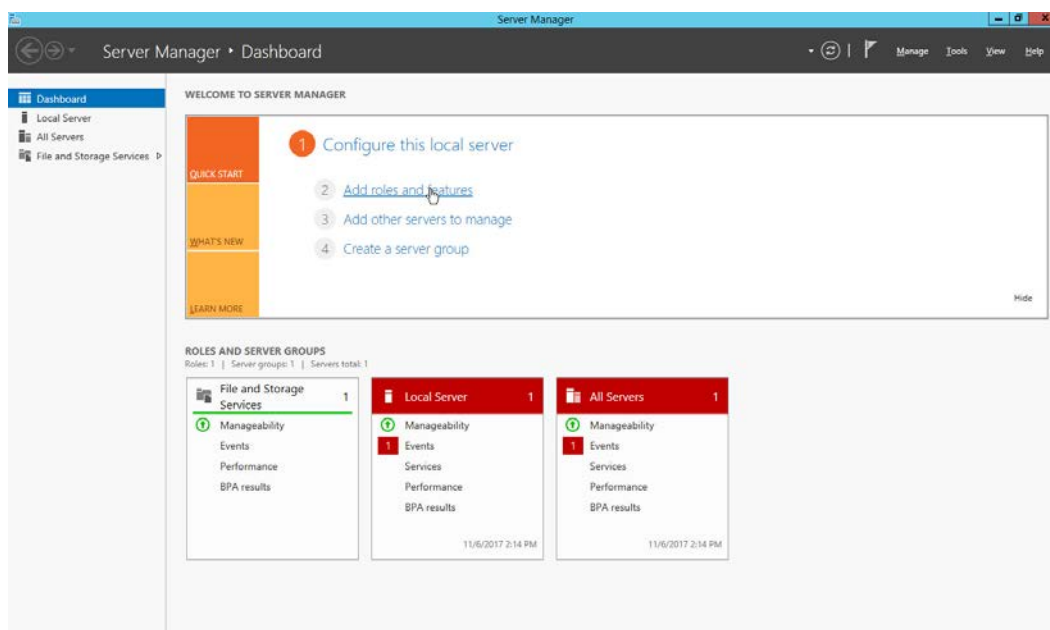 Server Manager
Server Manager • Dashboard
Manage Tools View Help
Dashboard
Local Server
All Servers
File and Storage Services
WELCOME TO SERVER MANAGER
QUICK START
WHAT'S NEW
LEARN MORE
1 Configure this local server
2 Add roles and features
3 Add other servers to manage
4 Create a server group
Hide
ROLES AND SERVER GROUPS
Roles: 1 | Server groups: 1 | Servers total: 1
File and Storage
Services 1
Manageability
Events
Performance
BPA results
Local Server 1
Manageability
1 Events
Services
Performance
BPA results
11/6/2017 2:14 PM
All Servers 1
Manageability
1 Events
Services
Performance
BPA results
11/6/2017 2:14 PM